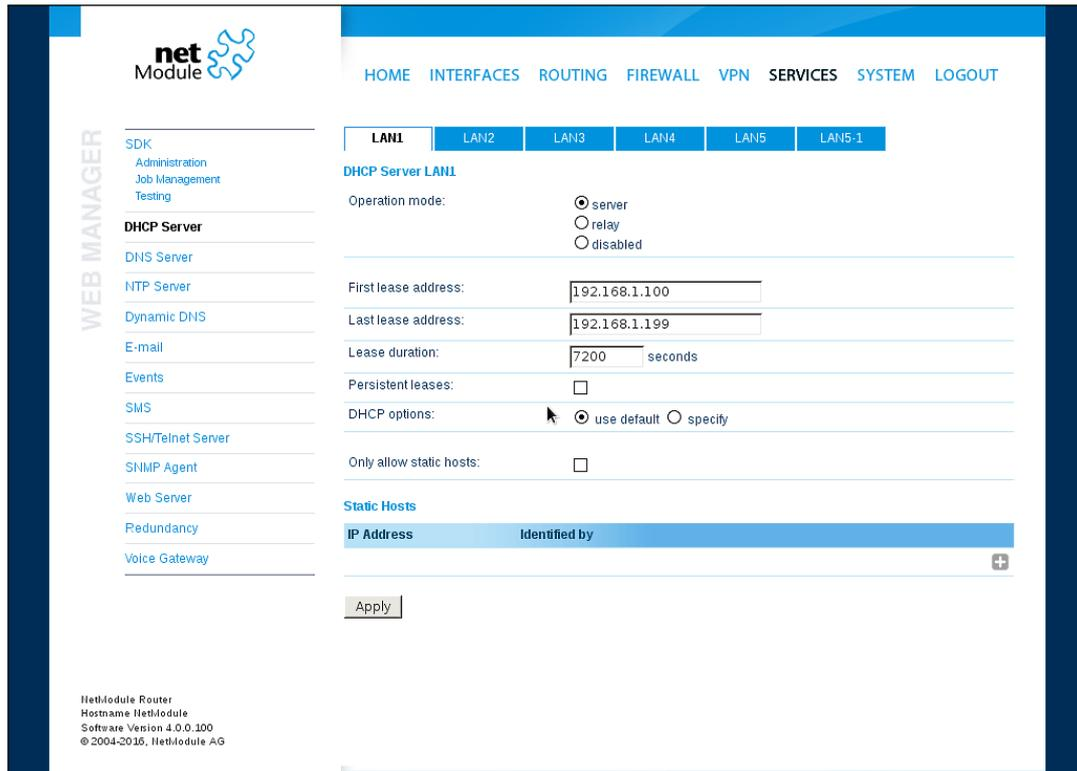 net
Module
HOME INTERFACES ROUTING FIREWALL VPN SERVICES SYSTEM LOGOUT
WEB MANAGER
SDK
Administration
Job Management
Testing
DHCP Server
DNS Server
NTP Server
Dynamic DNS
E-mail
Events
SMS
SSH/Telnet Server
SNMP Agent
Web Server
Redundancy
Voice Gateway
LAN1 LAN2 LAN3 LAN4 LAN5 LAN5-1
DHCP Server LAN1
Operation mode: server
relay
disabled
First lease address: 192.168.1.100
Last lease address: 192.168.1.199
Lease duration: 7200 seconds
Persistent leases:
DHCP options: use default specify
Only allow static hosts:
Static Hosts
IP Address Identified by
Apply
NetModule Router
Hostname NetModule
Software Version 4.0.0.100
© 2004-2016, NetModule AG